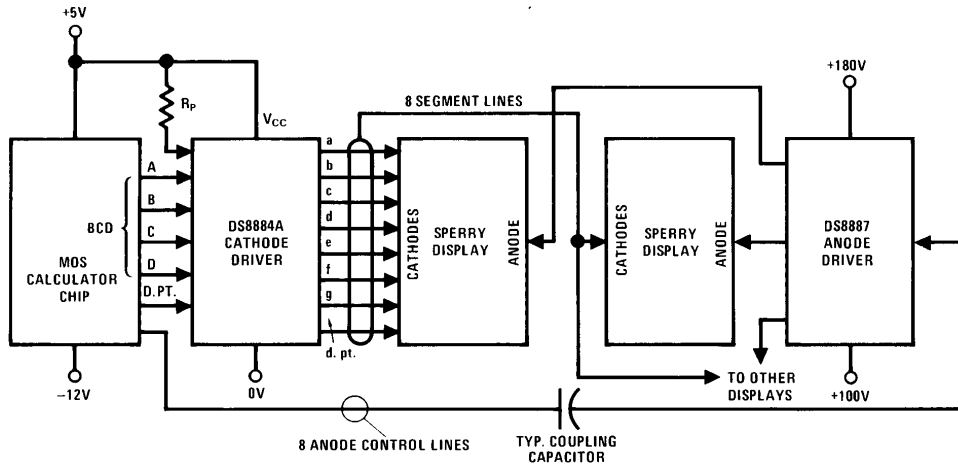 +5V
RP
VCC
8 SEGMENT LINES
+180V
MOS
CALCULATOR
CHIP
BCD
A
B
C
D
D.PT.
DS8884A
CATHODE
DRIVER
a
b
c
d
e
f
g
d. pt.
CATHODES
SPERRY
DISPLAY
ANODE
CATHODES
SPERRY
DISPLAY
ANODE
DS8887
ANODE
DRIVER
-12V
0V
TO OTHER
DISPLAYS
+100V
8 ANODE CONTROL LINES
TYP. COUPLING
CAPACITOR